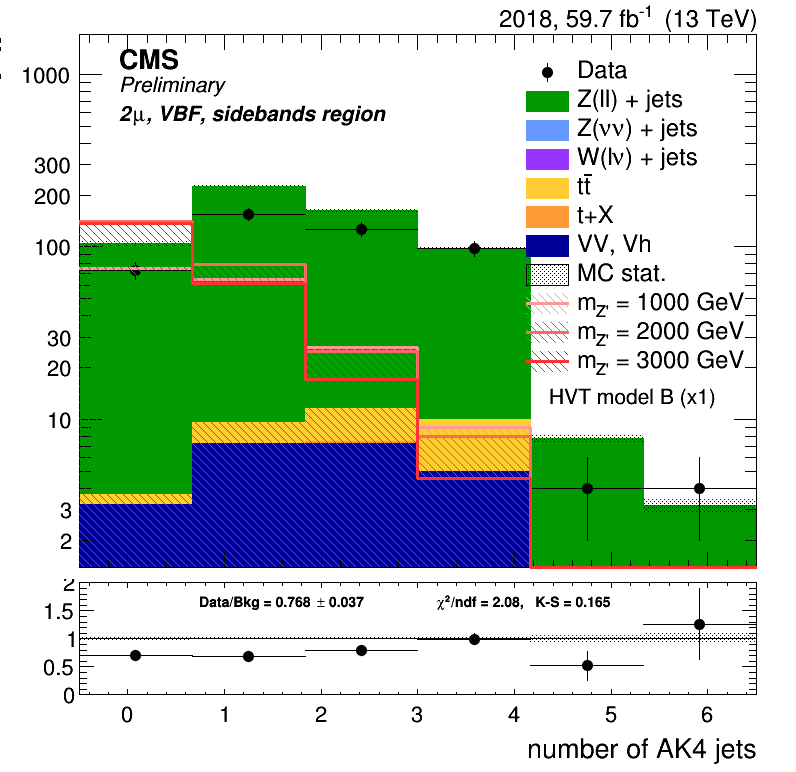 2018, 59.7 fb⁻¹ (13 TeV)
CMS
Preliminary
2μ, VBF, sidebands region
Data
Z(ll) + jets
Z(νν) + jets
W(lν) + jets
tt̄
t+X
VV, Vh
MC stat.
m_Z' = 1000 GeV
m_Z' = 2000 GeV
m_Z' = 3000 GeV
HVT model B (x1)
1000
300
200
100
30
20
10
3
2
Data/Bkg = 0.768 ± 0.037
χ²/ndf = 2.08, K-S = 0.165
2
1.5
1
0.5
0
0 1 2 3 4 5 6
number of AK4 jets